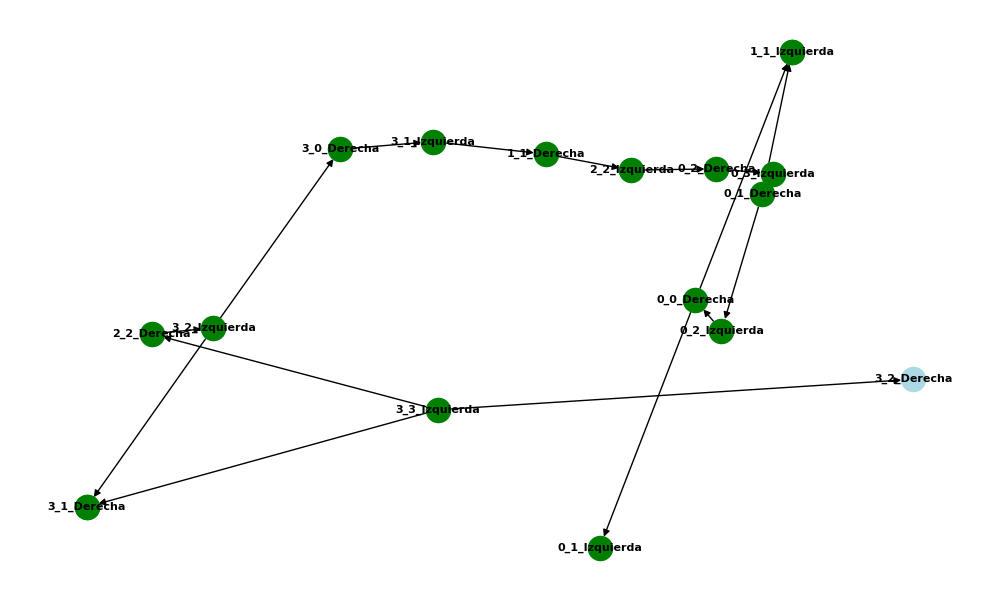 1_1_Izquierda
3_1_Izquierda
3_0_Derecha
1_1_Derecha
2_2_Izquierda
0_2_Derecha
0_3_Izquierda
0_1_Derecha
0_0_Derecha
3_2_Izquierda
2_2_Derecha
0_2_Izquierda
3_2_Derecha
3_3_Izquierda
3_1_Derecha
0_1_Izquierda